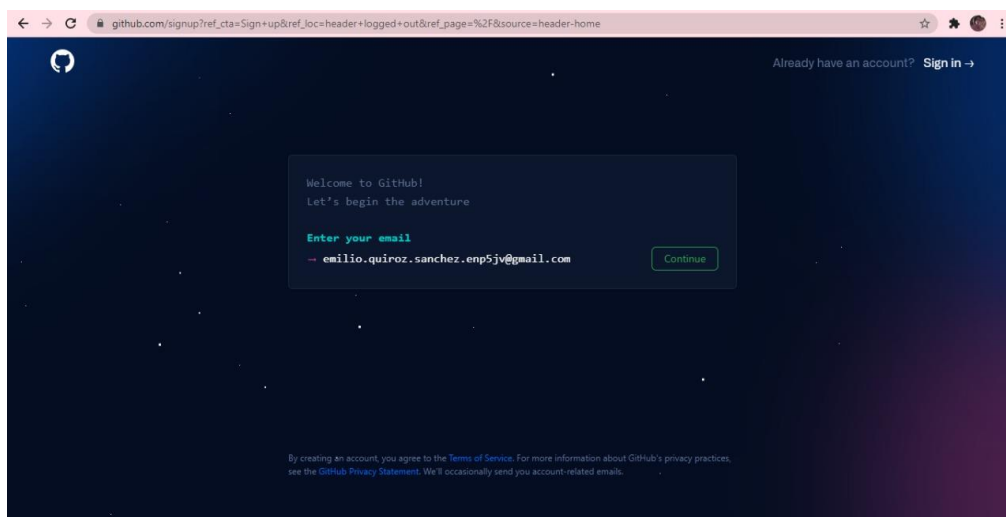 github.com/signup?ref_cta=Sign+up&ref_loc=header+logged+out&ref_page=%2F&source=header-home
Already have an account? Sign in →
Welcome to GitHub!
Let's begin the adventure
Enter your email
→ emilio.quiroz.sanchez.enp5jv@gmail.com Continue
By creating an account, you agree to the Terms of Service. For more information about GitHub's privacy practices,
see the GitHub Privacy Statement. We'll occasionally send you account-related emails.